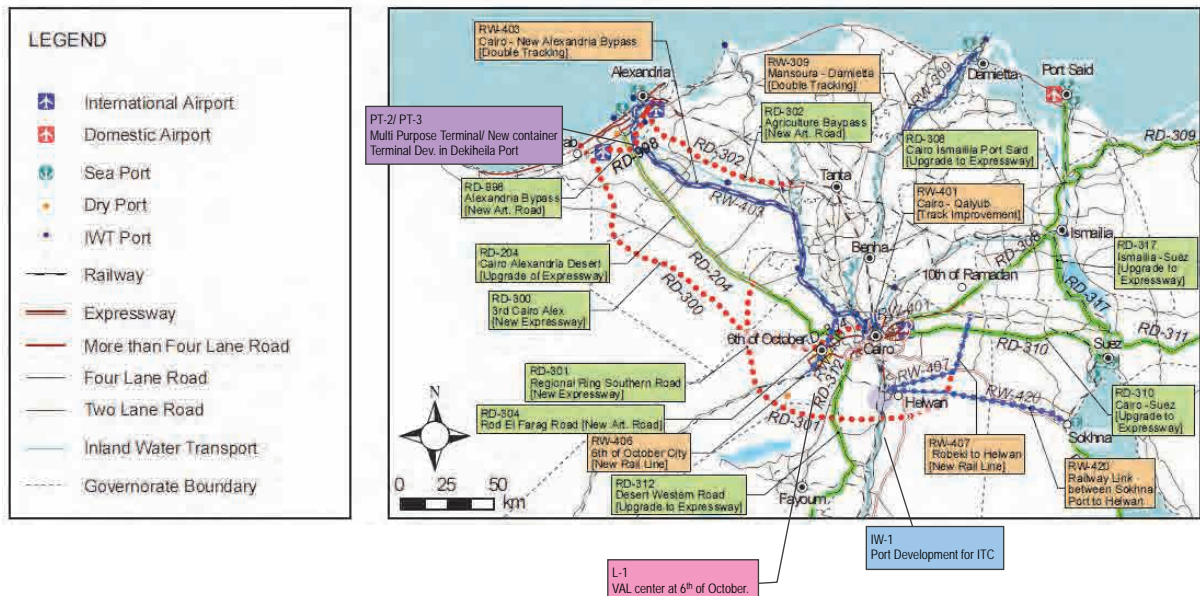 LEGEND
International Airport
Domestic Airport
Sea Port
Dry Port
IWT Port
Railway
Expressway
More than Four Lane Road
Four Lane Road
Two Lane Road
Inland Water Transport
Governorate Boundary
RW-403
Cairo - New Alexandria Bypass
[Double Tracking]
Alexandria
RW-309
Mansoura - Damietta
[Double Tracking]
RW-309
Damietta
Port Said
PT-2/ PT-3
Multi Purpose Terminal/ New container
Terminal Dev. in Dekiheila Port
RD-302
Agriculture Baypass
[New Art. Road]
RD-308
Cairo Ismailiia Port Said
[Upgrade to Expressway]
RD-309
RD-998
RD-302
RD-998
Alexandria Bypass
[New Art. Road]
Tanta
RW-403
RW-401
Cairo - Qalyub
[Track Improvement]
Ismailia
RD-308
Benha
10th of Ramadan
RD-317
Ismailia - Suez
[Upgrade to
Expressway]
RD-317
RD-204
Cairo Alexandria Desert
[Upgrade of Expressway]
RD-204
RD-300
RD-300
3rd Cairo Alex
[New Expressway]
RW-401
6th of October
Cairo
RD-310
RD-311
Suez
RD-301
Regional Ring Southern Road
[New Expressway]
RD-312
RW-407
Helwan
RW-420
RD-310
Cairo -Suez
[Upgrade to
Expressway]
RD-304
Rod El Farag Road [New Art. Road]
RD-301
Sokhna
RW-406
6th of October City
[New Rail Line]
RW-407
Robeki to Helwan
[New Rail Line]
RW-420
Railway Link
between Sokhna
Port to Helwan
N
0 25 50
km
RD-312
Desert Western Road
[Upgrade to Expressway]
Fayoum
IW-1
Port Development for ITC
L-1
VAL center at 6th of October.